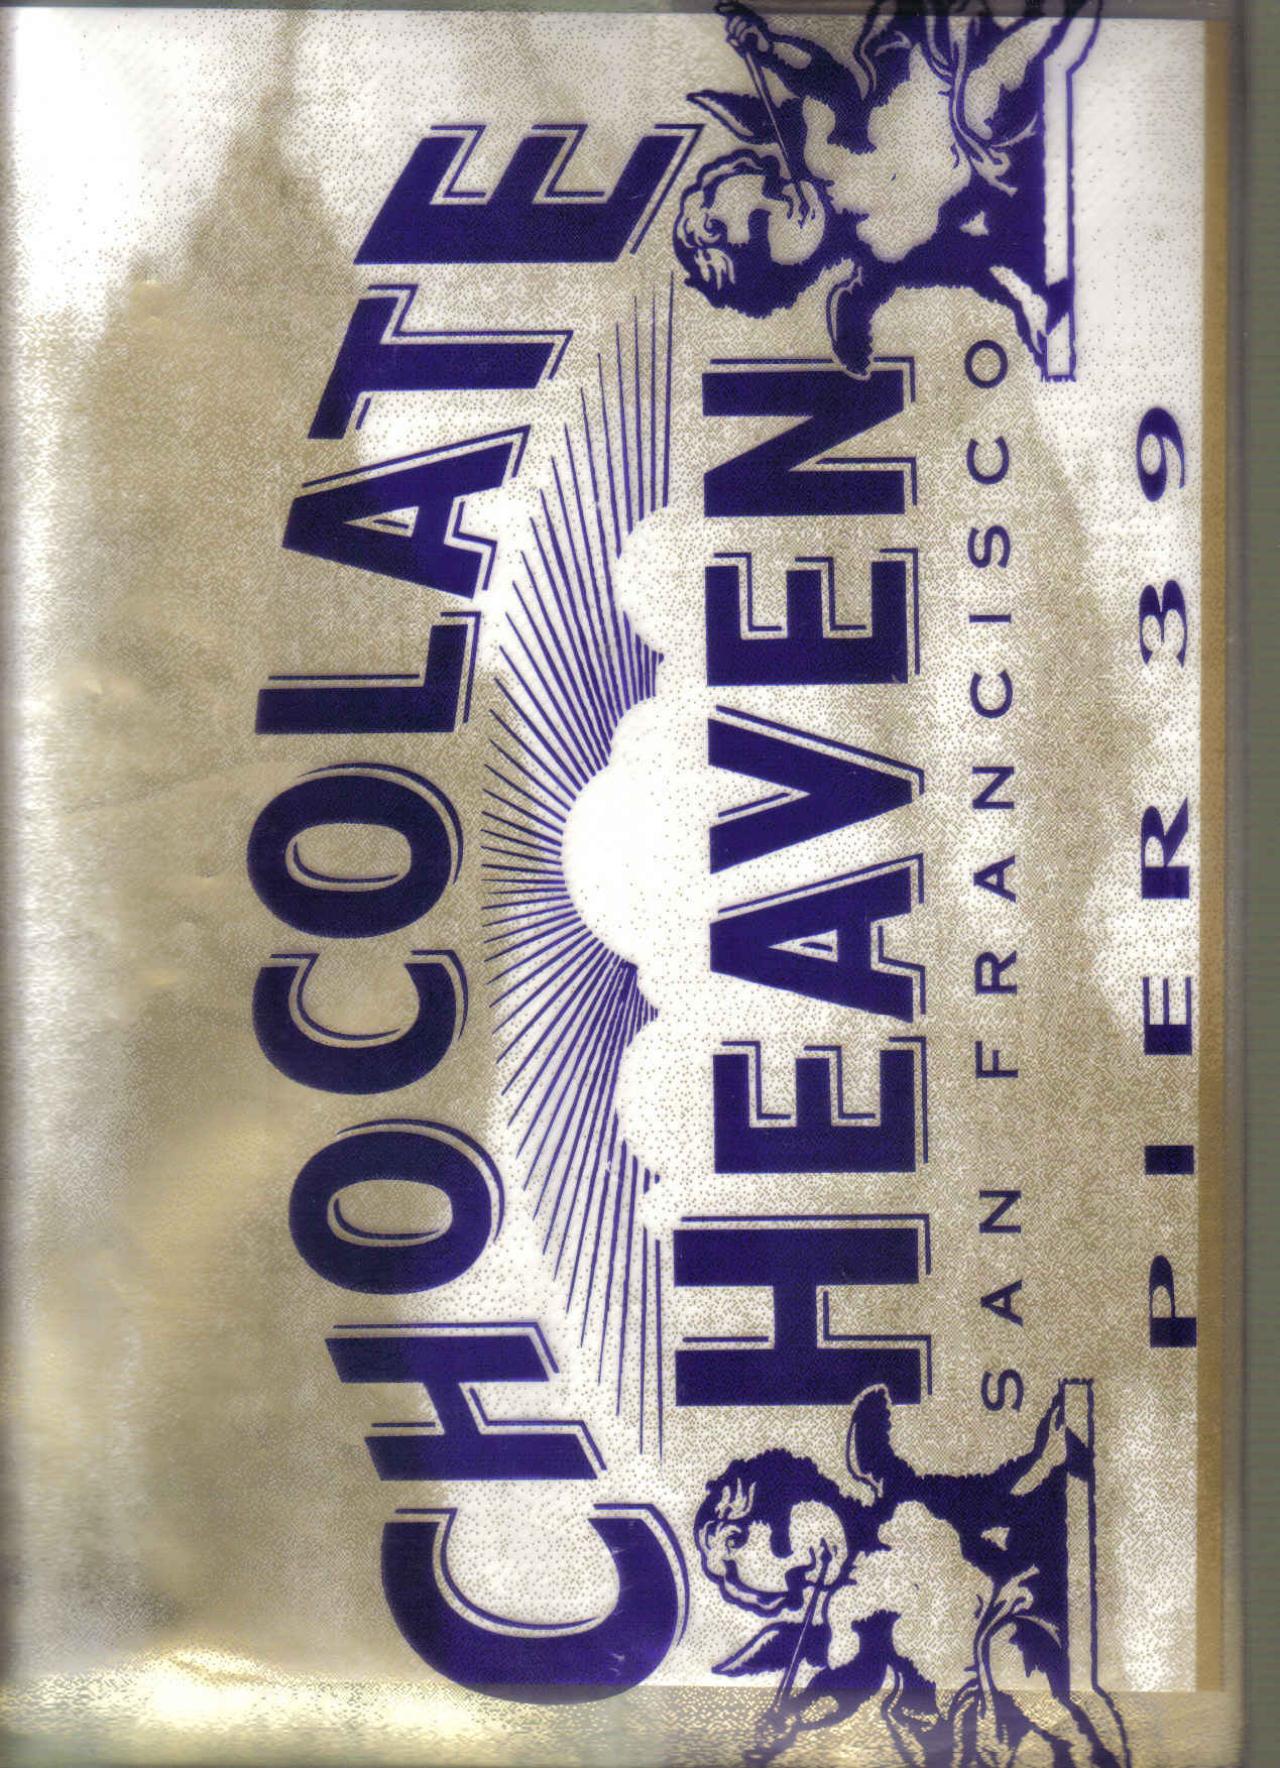 CHOCOLATE
HEAVEN
SAN FRANCISCO
PIER 39